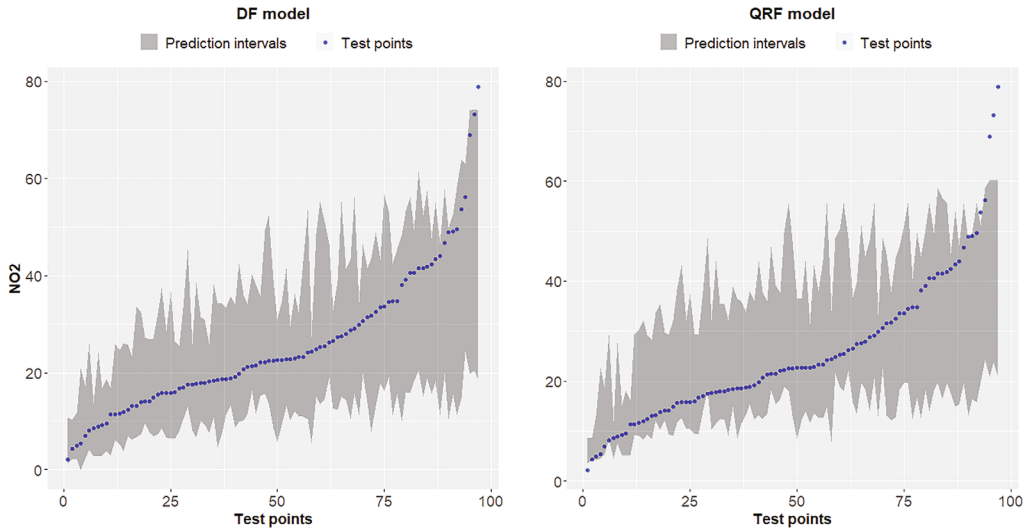 DF model
Prediction intervals Test points
80
60
40
20
0
NO2
0 25 50 75 100
Test points
QRF model
Prediction intervals Test points
80
60
40
20
0
0 25 50 75 100
Test points